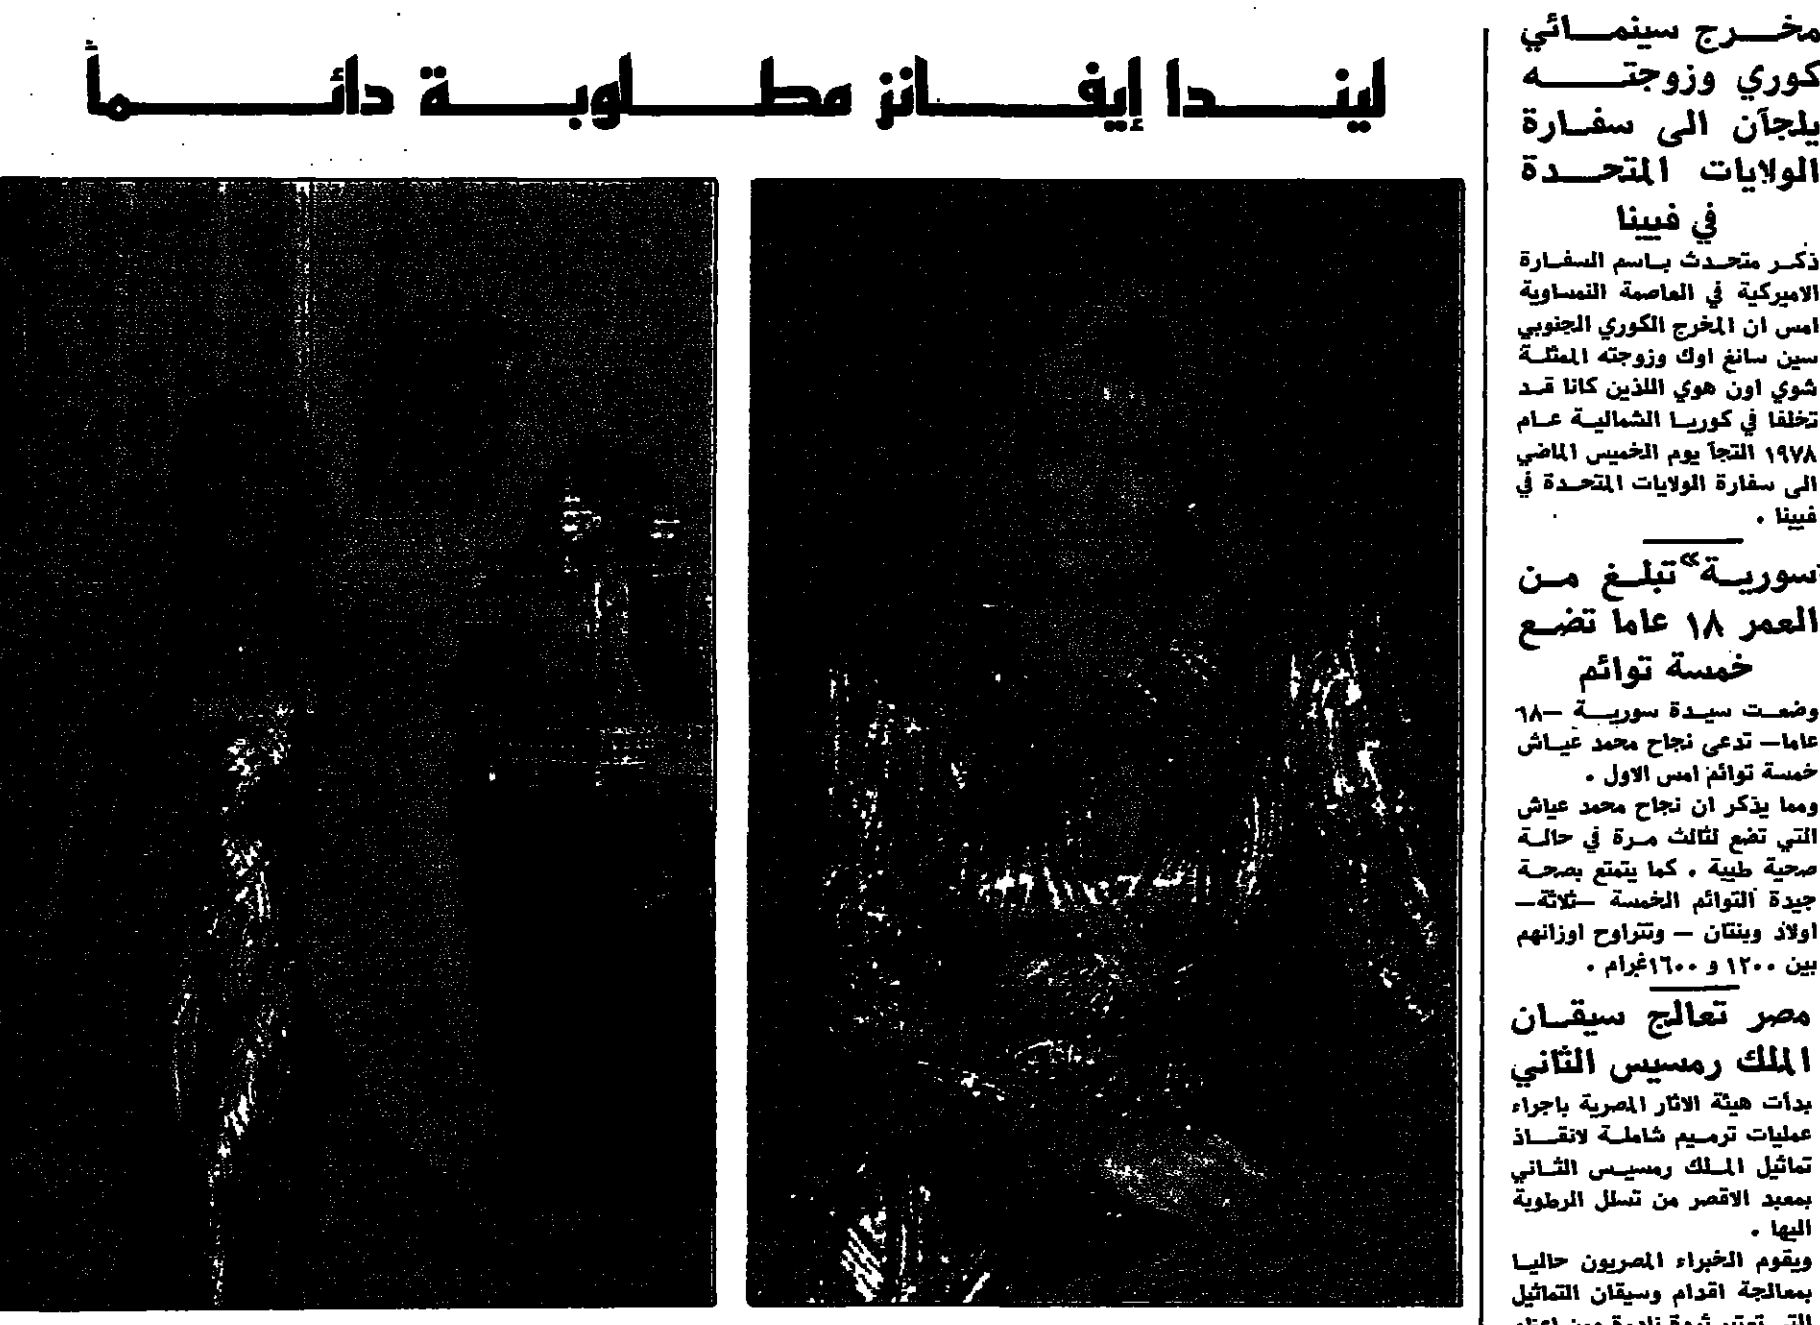 ليندا إيفانز مطلوبة دائماً
مخرج سينمائي
كوري وزوجته
يلجآن الى سفارة
الولايات المتحدة
في فيينا
ذكر متحدث باسم السفارة
الاميركية في العاصمة النمساوية
امس ان المخرج الكوري الجنوبي
سين سانغ اوك وزوجته الممثلة
شوي اون هوي اللذين كانا قد
تخلفا في كوريا الشمالية عام
١٩٧٨ التجآ يوم الخميس الماضي
الى سفارة الولايات المتحدة في
فيينا .
سورية» تبلغ من
العمر ١٨ عاما تضع
خمسة توائم
وضعت سيدة سورية —٦٨
عاما— تدعى نجاح محمد عياش
خمسة توائم امس الاول .
ومما يذكر ان نجاح محمد عياش
التي تضع لثالث مرة في حالة
صحية طيبة . كما يتمتع بصحة
جيدة التوائم الخمسة —ثلاثة—
اولاد وبنتان — وتتراوح اوزانهم
بين ١٢٠٠ و ١٦٠٠غرام .
مصر تعالج سيقان
الملك رمسيس الثاني
بدأت هيئة الاثار المصرية باجراء
عمليات ترميم شاملة لانقاذ
تماثيل الملك رمسيس الثاني
بمعبد الاقصر من تسلل الرطوبة
اليها .
ويقوم الخبراء المصريون حاليا
بمعالجة اقدام وسيقان التماثيل